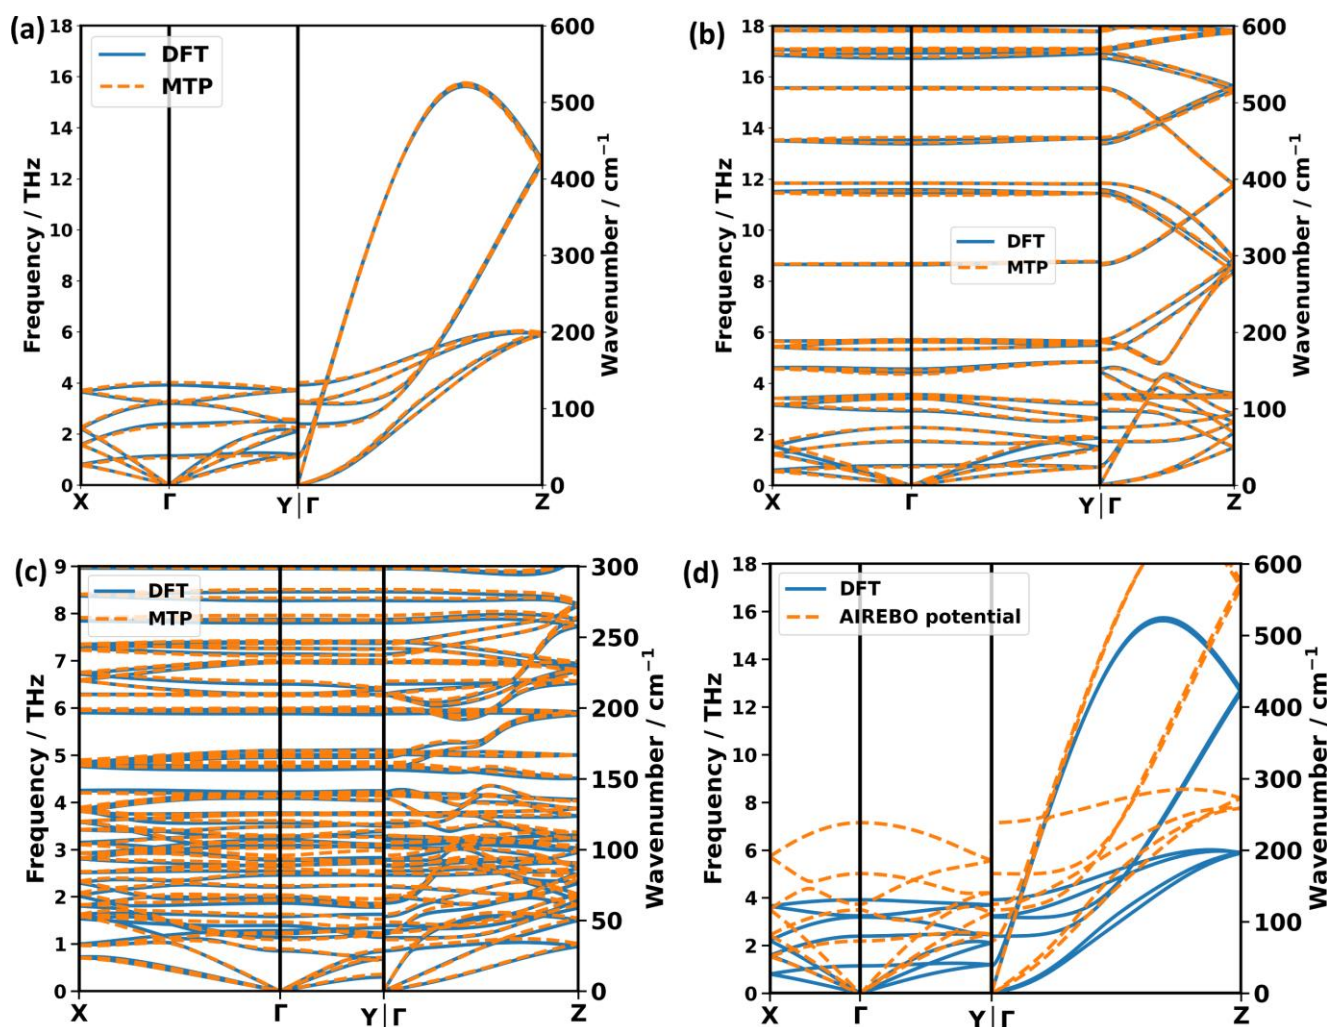 (a)
DFT
MTP
Frequency / THz
18
16
14
12
10
8
6
4
2
0
X
Γ
Y|Γ
Z
600
500
400
300
200
100
0
Wavenumber / cm⁻¹
(b)
DFT
MTP
Frequency / THz
18
16
14
12
10
8
6
4
2
0
X
Γ
Y|Γ
Z
600
500
400
300
200
100
0
Wavenumber / cm⁻¹
(c)
DFT
MTP
Frequency / THz
9
8
7
6
5
4
3
2
1
0
X
Γ
Y|Γ
Z
300
250
200
150
100
50
0
Wavenumber / cm⁻¹
(d)
DFT
AIREBO potential
Frequency / THz
18
16
14
12
10
8
6
4
2
0
X
Γ
Y|Γ
Z
600
500
400
300
200
100
0
Wavenumber / cm⁻¹